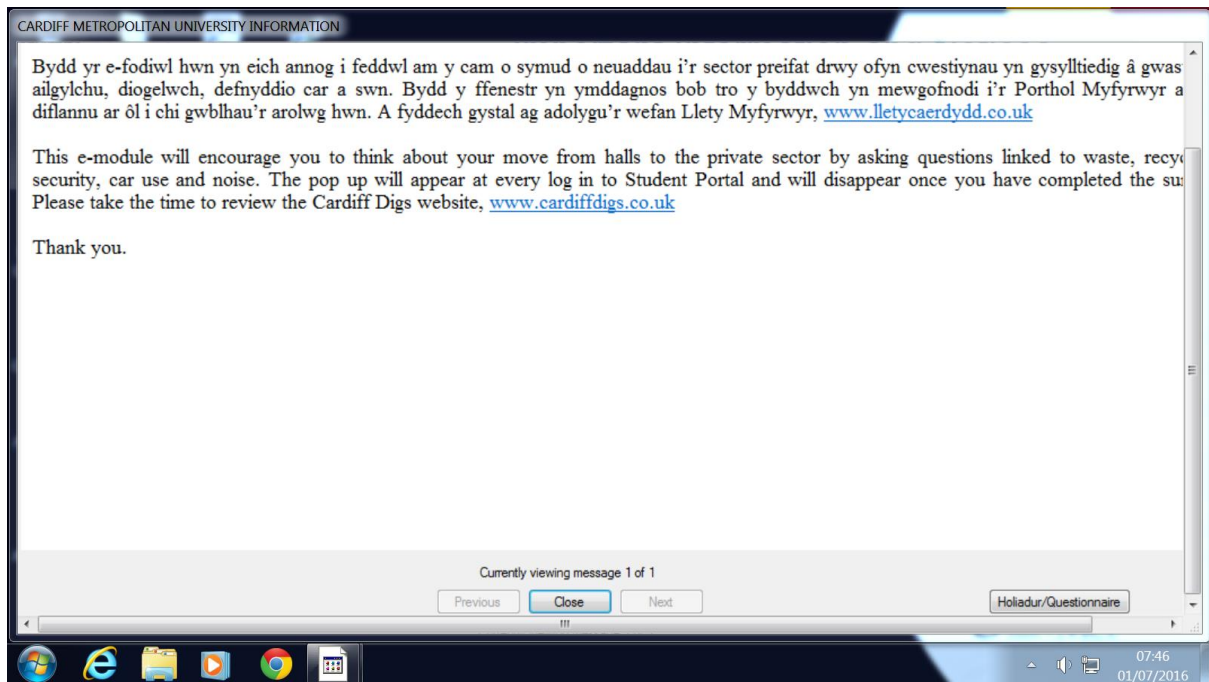 CARDIFF METROPOLITAN UNIVERSITY INFORMATION
Bydd yr e-fodiwl hwn yn eich annog i feddwl am y cam o symud o neuaddau i'r sector preifat drwy ofyn cwestiynau yn gysylltiedig â gwas
ailgylchu, diogelwch, defnyddio car a swn. Bydd y ffenestr yn ymddagnos bob tro y byddwch yn mewgofnodi i'r Porthol Myfyrwyr a
diflannu ar ôl i chi gwblhau'r arolwg hwn. A fyddech gystal ag adolygu'r wefan Llety Myfyrwyr, www.lletycaerdydd.co.uk
This e-module will encourage you to think about your move from halls to the private sector by asking questions linked to waste, recy
security, car use and noise. The pop up will appear at every log in to Student Portal and will disappear once you have completed the su
Please take the time to review the Cardiff Digs website, www.cardiffdigs.co.uk
Thank you.
Currently viewing message 1 of 1
Previous Close Next Holiadur/Questionnaire
07:46
01/07/2016